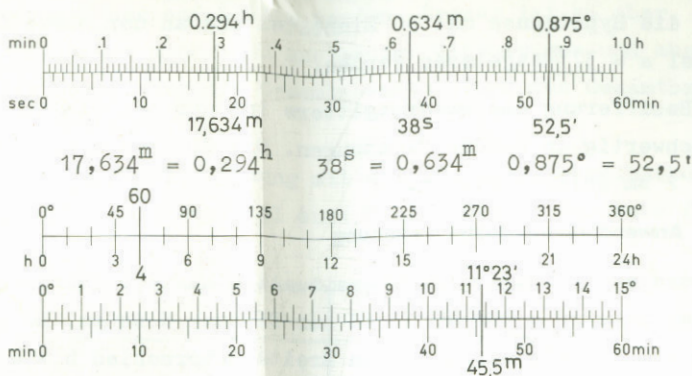 0.294h 0.634m 0.875°
min 0 .1 .2 .3 .4 .5 .6 .7 .8 .9 1.0 h
sec 0 10 20 30 40 60min
17,634m 38s 52,5'
17,634m = 0,294h 38s = 0,634m 0,875° = 52,5'
60
0° 45 90 135 180 225 270 315 360°
h 0 3 6 9 12 15 21 24h
4 11°23'
0° 1 2 3 4 5 6 7 8 9 10 11 12 13 14 15°
min 0 10 20 30 40 50 60min
45,5m